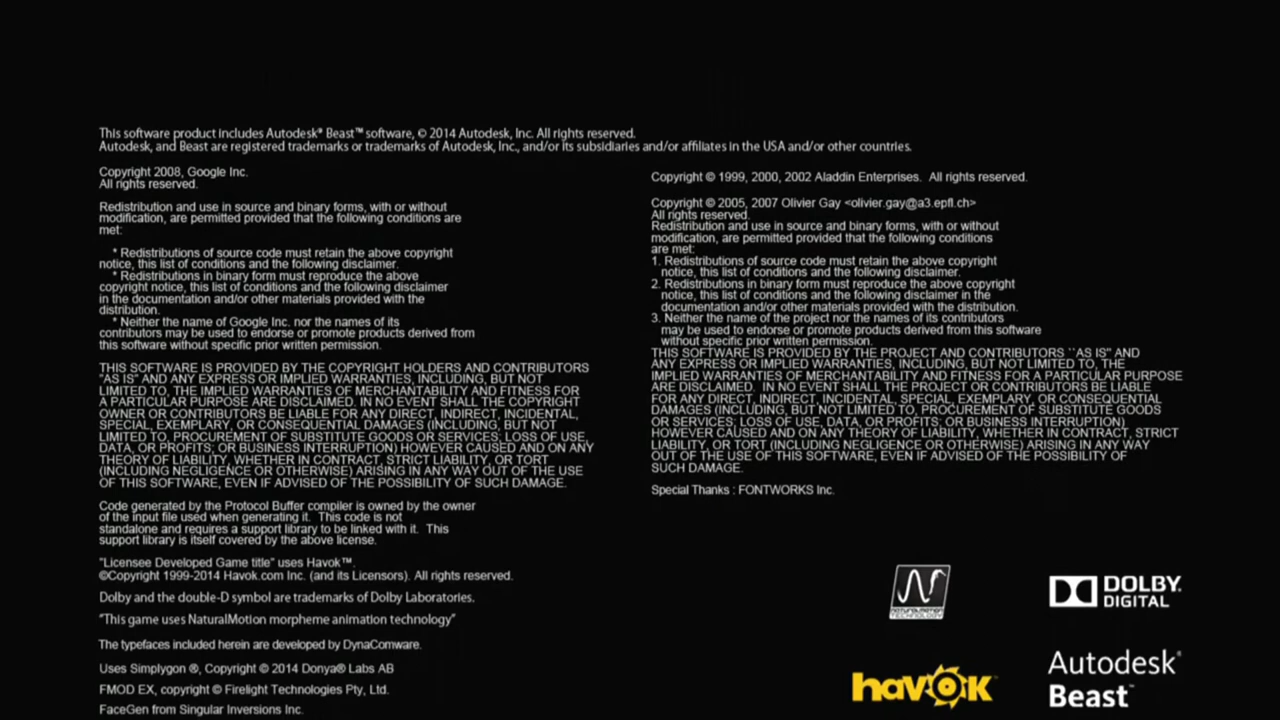 This software product includes Autodesk® Beast™ software, © 2014 Autodesk, Inc. All rights reserved.
Autodesk, and Beast are registered trademarks or trademarks of Autodesk, Inc., and/or its subsidiaries and/or affiliates in the USA and/or other countries.
Copyright 2008, Google Inc.
All rights reserved.
Redistribution and use in source and binary forms, with or without
modification, are permitted provided that the following conditions are
met:
* Redistributions of source code must retain the above copyright
notice, this list of conditions and the following disclaimer.
* Redistributions in binary form must reproduce the above
copyright notice, this list of conditions and the following disclaimer
in the documentation and/or other materials provided with the
distribution.
* Neither the name of Google Inc. nor the names of its
contributors may be used to endorse or promote products derived from
this software without specific prior written permission.
THIS SOFTWARE IS PROVIDED BY THE COPYRIGHT HOLDERS AND CONTRIBUTORS
"AS IS" AND ANY EXPRESS OR IMPLIED WARRANTIES, INCLUDING, BUT NOT
LIMITED TO, THE IMPLIED WARRANTIES OF MERCHANTABILITY AND FITNESS FOR
A PARTICULAR PURPOSE ARE DISCLAIMED. IN NO EVENT SHALL THE COPYRIGHT
OWNER OR CONTRIBUTORS BE LIABLE FOR ANY DIRECT, INDIRECT, INCIDENTAL,
SPECIAL, EXEMPLARY, OR CONSEQUENTIAL DAMAGES (INCLUDING, BUT NOT
LIMITED TO, PROCUREMENT OF SUBSTITUTE GOODS OR SERVICES; LOSS OF USE,
DATA, OR PROFITS; OR BUSINESS INTERRUPTION) HOWEVER CAUSED AND ON ANY
THEORY OF LIABILITY, WHETHER IN CONTRACT, STRICT LIABILITY, OR TORT
(INCLUDING NEGLIGENCE OR OTHERWISE) ARISING IN ANY WAY OUT OF THE USE
OF THIS SOFTWARE, EVEN IF ADVISED OF THE POSSIBILITY OF SUCH DAMAGE.
Code generated by the Protocol Buffer compiler is owned by the owner
of the input file used when generating it. This code is not
standalone and requires a support library to be linked with it. This
support library is itself covered by the above license.
"Licensee Developed Game title" uses Havok™.
©Copyright 1999-2014 Havok.com Inc. (and its Licensors). All rights reserved.
Dolby and the double-D symbol are trademarks of Dolby Laboratories.
"This game uses NaturalMotion morpheme animation technology"
The typefaces included herein are developed by DynaComware.
Uses Simplygon ®, Copyright © 2014 Donya® Labs AB
FMOD EX, copyright © Firelight Technologies Pty, Ltd.
FaceGen from Singular Inversions Inc.
Copyright © 1999, 2000, 2002 Aladdin Enterprises. All rights reserved.
Copyright © 2005, 2007 Olivier Gay <olivier.gay@a3.epfl.ch>
All rights reserved.
Redistribution and use in source and binary forms, with or without
modification, are permitted provided that the following conditions
are met:
1. Redistributions of source code must retain the above copyright
notice, this list of conditions and the following disclaimer.
2. Redistributions in binary form must reproduce the above copyright
notice, this list of conditions and the following disclaimer in the
documentation and/or other materials provided with the distribution.
3. Neither the name of the project nor the names of its contributors
may be used to endorse or promote products derived from this software
without specific prior written permission.
THIS SOFTWARE IS PROVIDED BY THE PROJECT AND CONTRIBUTORS ``AS IS'' AND
ANY EXPRESS OR IMPLIED WARRANTIES, INCLUDING, BUT NOT LIMITED TO, THE
IMPLIED WARRANTIES OF MERCHANTABILITY AND FITNESS FOR A PARTICULAR PURPOSE
ARE DISCLAIMED. IN NO EVENT SHALL THE PROJECT OR CONTRIBUTORS BE LIABLE
FOR ANY DIRECT, INDIRECT, INCIDENTAL, SPECIAL, EXEMPLARY, OR CONSEQUENTIAL
DAMAGES (INCLUDING, BUT NOT LIMITED TO, PROCUREMENT OF SUBSTITUTE GOODS
OR SERVICES; LOSS OF USE, DATA, OR PROFITS; OR BUSINESS INTERRUPTION)
HOWEVER CAUSED AND ON ANY THEORY OF LIABILITY, WHETHER IN CONTRACT, STRICT
LIABILITY, OR TORT (INCLUDING NEGLIGENCE OR OTHERWISE) ARISING IN ANY WAY
OUT OF THE USE OF THIS SOFTWARE, EVEN IF ADVISED OF THE POSSIBILITY OF
SUCH DAMAGE.
Special Thanks : FONTWORKS Inc.
NATURALMOTION
TECHNOLOGY
DOLBY
DIGITAL
havok™
Autodesk®
Beast™